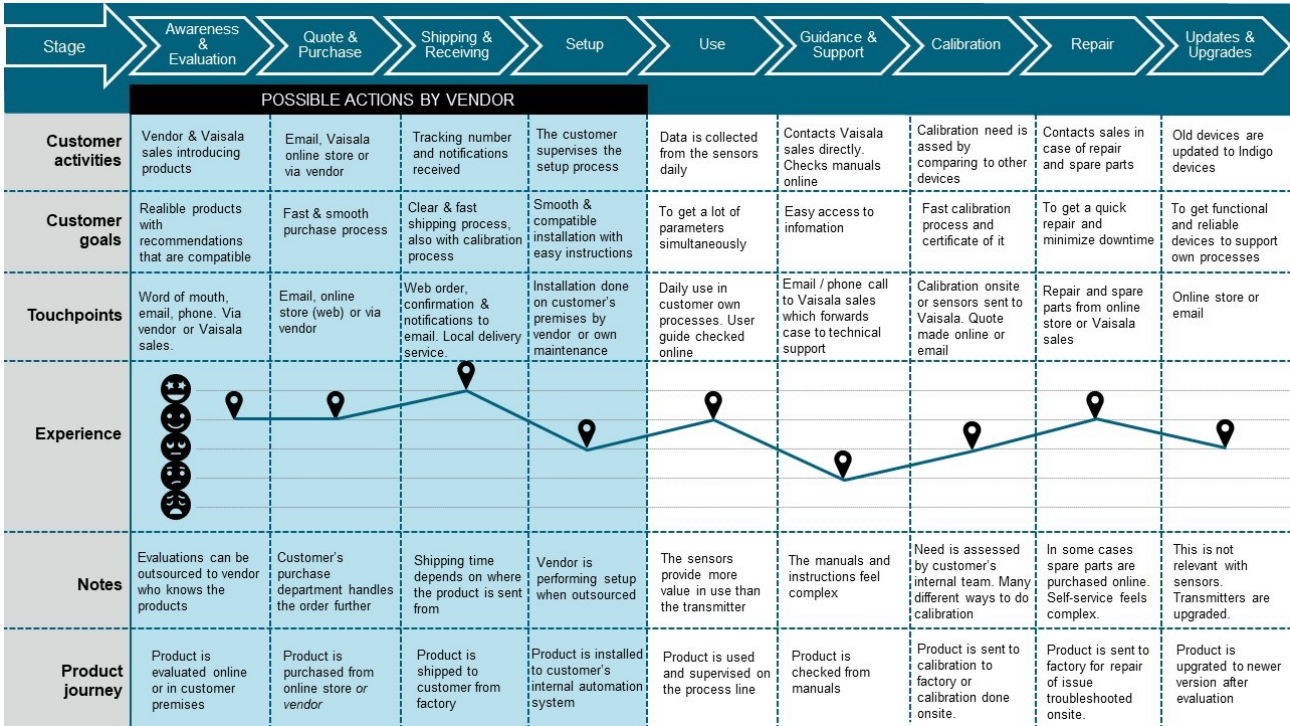 Stage
Awareness
&
Evaluation
Quote &
Purchase
Shipping &
Receiving
Setup
Use
Guidance &
Support
Calibration
Repair
Updates &
Upgrades
POSSIBLE ACTIONS BY VENDOR
Customer
activities
Vendor & Vaisala
sales introducing
products
Email, Vaisala
online store or
via vendor
Tracking number
and notifications
received
The customer
supervises the
setup process
Data is collected
from the sensors
daily
Contacts Vaisala
sales directly.
Checks manuals
online
Calibration need is
assed by
comparing to other
devices
Contacts sales in
case of repair
and spare parts
Old devices are
updated to Indigo
devices
Customer
goals
Realible products
with
recommendations
that are compatible
Fast & smooth
purchase process
Clear & fast
shipping process,
also with calibration
process
Smooth &
compatible
installation with
easy instructions
To get a lot of
parameters
simultaneously
Easy access to
infomation
Fast calibration
process and
certificate of it
To get a quick
repair and
minimize downtime
To get functional
and reliable
devices to support
own processes
Touchpoints
Word of mouth,
email, phone. Via
vendor or Vaisala
sales.
Email, online
store (web) or via
vendor
Web order,
confirmation &
notifications to
email. Local delivery
service.
Installation done
on customer's
premises by
vendor or own
maintenance
Daily use in
customer own
processes. User
guide checked
online
Email / phone call
to Vaisala sales
which forwards
case to technical
support
Calibration onsite
or sensors sent to
Vaisala. Quote
made online or
email
Repair and spare
parts from online
store or Vaisala
sales
Online store or
email
Experience
Notes
Evaluations can be
outsourced to vendor
who knows the
products
Customer's
purchase
department handles
the order further
Shipping time
depends on where
the product is sent
from
Vendor is
performing setup
when outsourced
The sensors
provide more
value in use than
the transmitter
The manuals and
instructions feel
complex
Need is assessed
by customer's
internal team. Many
different ways to do
calibration
In some cases
spare parts are
purchased online.
Self-service feels
complex.
This is not
relevant with
sensors.
Transmitters are
upgraded.
Product
journey
Product is
evaluated online
or in customer
premises
Product is
purchased from
online store or
vendor
Product is
shipped to
customer from
factory
Product is installed
to customer's
internal automation
system
Product is used
and supervised on
the process line
Product is
checked from
manuals
Product is sent to
calibration to
factory or
calibration done
onsite.
Product is sent to
factory for repair
of issue
troubleshooted
onsite.
Product is
upgrated to newer
version after
evaluation